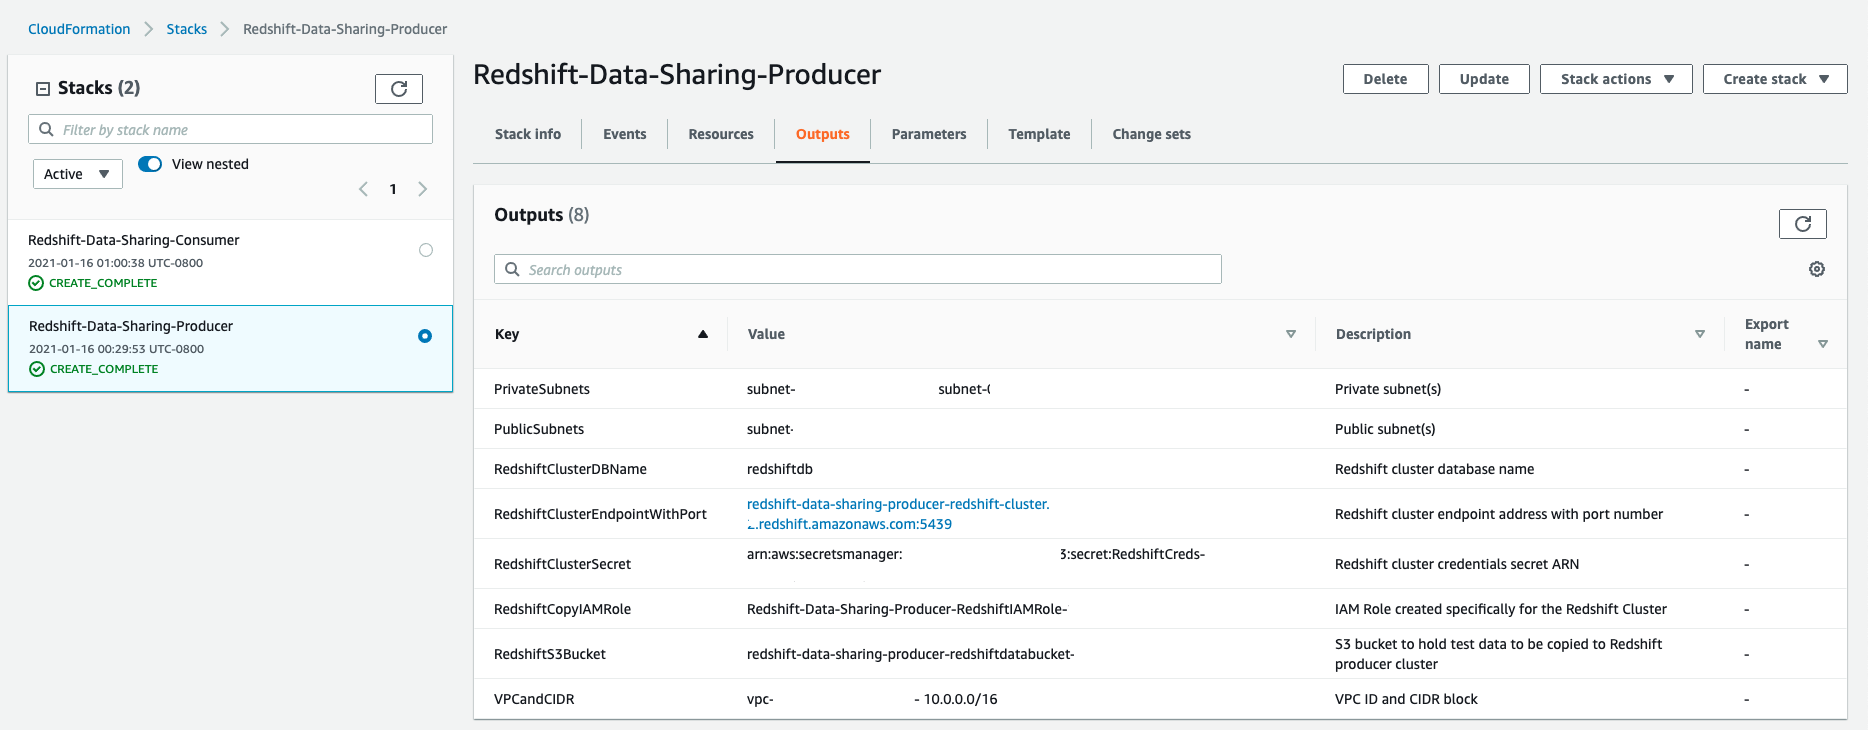 CloudFormation > Stacks > Redshift-Data-Sharing-Producer
Stacks (2)
Filter by stack name
Active
View nested
1
Redshift-Data-Sharing-Consumer
2021-01-16 01:00:38 UTC-0800
CREATE_COMPLETE
Redshift-Data-Sharing-Producer
2021-01-16 00:29:53 UTC-0800
CREATE_COMPLETE
Redshift-Data-Sharing-Producer
Delete Update Stack actions Create stack
Stack info Events Resources Outputs Parameters Template Change sets
Outputs (8)
Search outputs
Key Value Description Export name
PrivateSubnets subnet- subnet- Private subnet(s) -
PublicSubnets subnet- Public subnet(s) -
RedshiftClusterDBName redshiftdb Redshift cluster database name -
RedshiftClusterEndpointWithPort redshift-data-sharing-producer-redshift-cluster. Redshift cluster endpoint address with port number -
.redshift.amazonaws.com:5439
RedshiftClusterSecret arn:aws:secretsmanager: :secret:RedshiftCreds- Redshift cluster credentials secret ARN -
RedshiftCopyIAMRole Redshift-Data-Sharing-Producer-RedshiftIAMRole- IAM Role created specifically for the Redshift Cluster -
RedshiftS3Bucket redshift-data-sharing-producer-redshiftdatabucket- S3 bucket to hold test data to be copied to Redshift -
producer cluster
VPCandCIDR vpc- - 10.0.0.0/16 VPC ID and CIDR block -